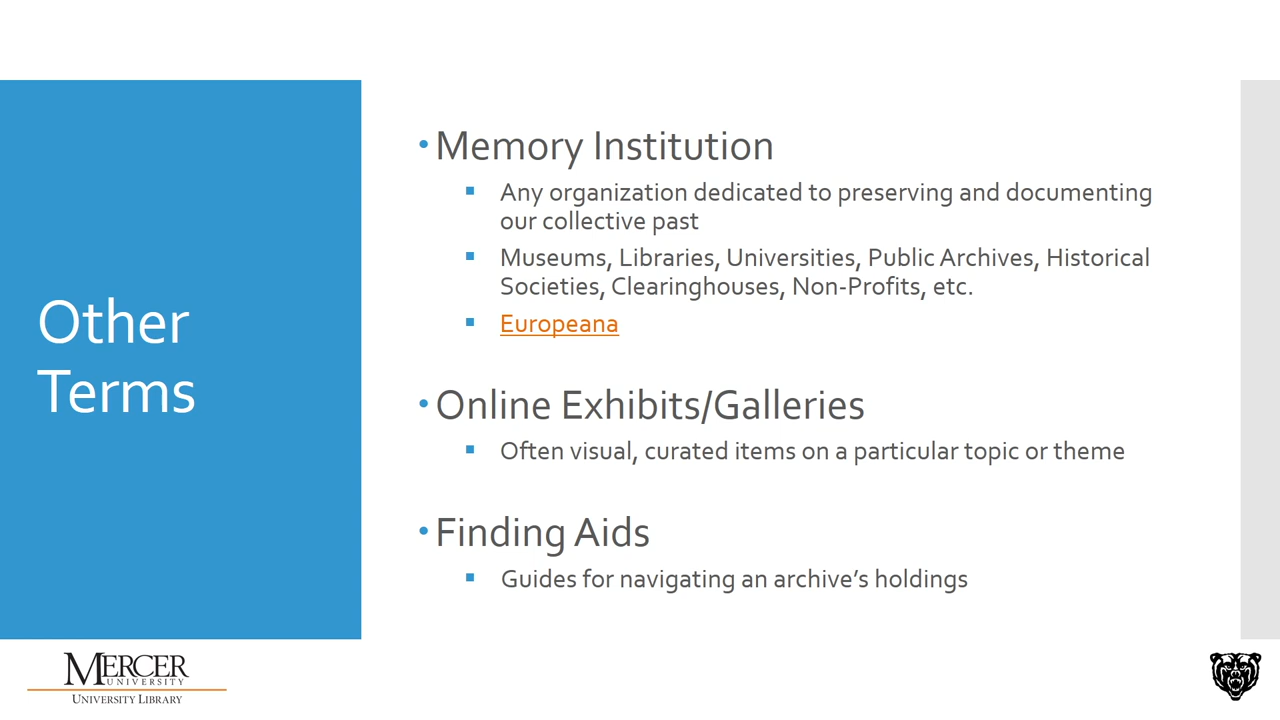 Other
Terms
• Memory Institution
▪ Any organization dedicated to preserving and documenting
our collective past
▪ Museums, Libraries, Universities, Public Archives, Historical
Societies, Clearinghouses, Non-Profits, etc.
▪ Europeana
• Online Exhibits/Galleries
▪ Often visual, curated items on a particular topic or theme
• Finding Aids
▪ Guides for navigating an archive’s holdings
MERCER
UNIVERSITY
UNIVERSITY LIBRARY